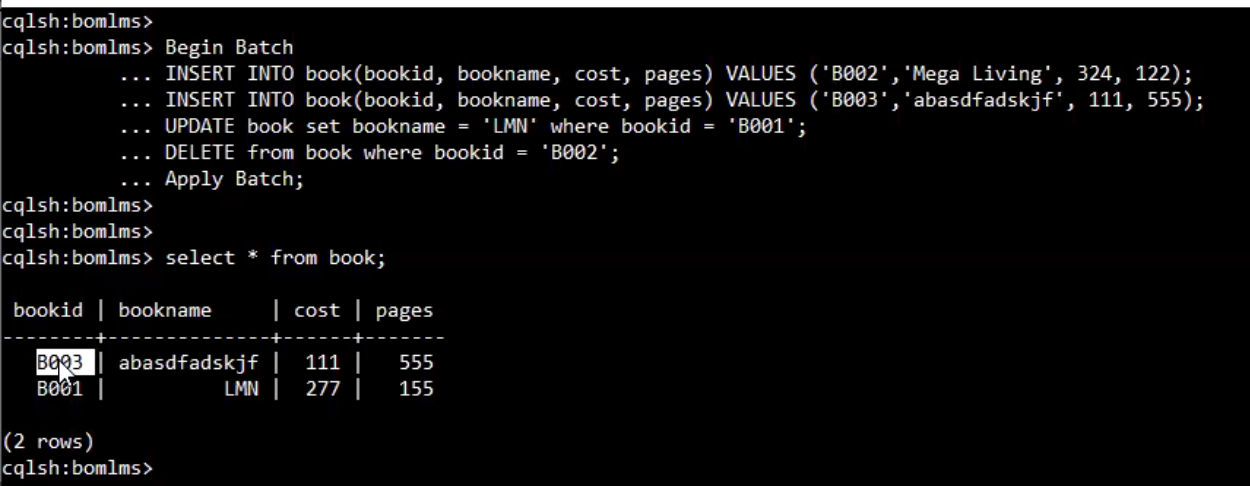 cqlsh:bomlms>
cqlsh:bomlms> Begin Batch
... INSERT INTO book(bookid, bookname, cost, pages) VALUES ('B002','Mega Living', 324, 122);
... INSERT INTO book(bookid, bookname, cost, pages) VALUES ('B003','abasdfadskjf', 111, 555);
... UPDATE book set bookname = 'LMN' where bookid = 'B001';
... DELETE from book where bookid = 'B002';
... Apply Batch;
cqlsh:bomlms>
cqlsh:bomlms>
cqlsh:bomlms> select * from book;
bookid | bookname | cost | pages
--------+--------------+------+-------
B003 | abasdfadskjf | 111 | 555
B001 | LMN | 277 | 155
(2 rows)
cqlsh:bomlms>